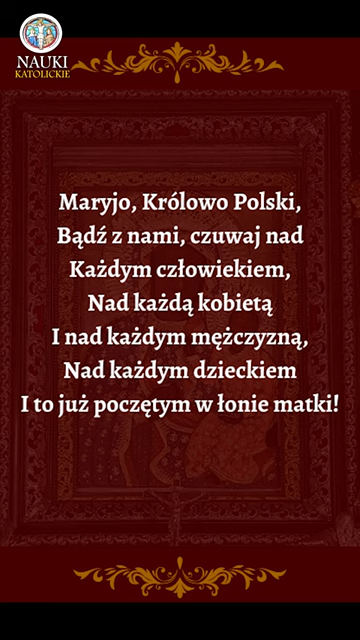 NAUKI
KATOLICKIE
Maryjo, Królowo Polski,
Bądź z nami, czuwaj nad
Każdym człowiekiem,
Nad każdą kobietą
I nad każdym mężczyzną,
Nad każdym dzieckiem
I to już poczętym w łonie matki!